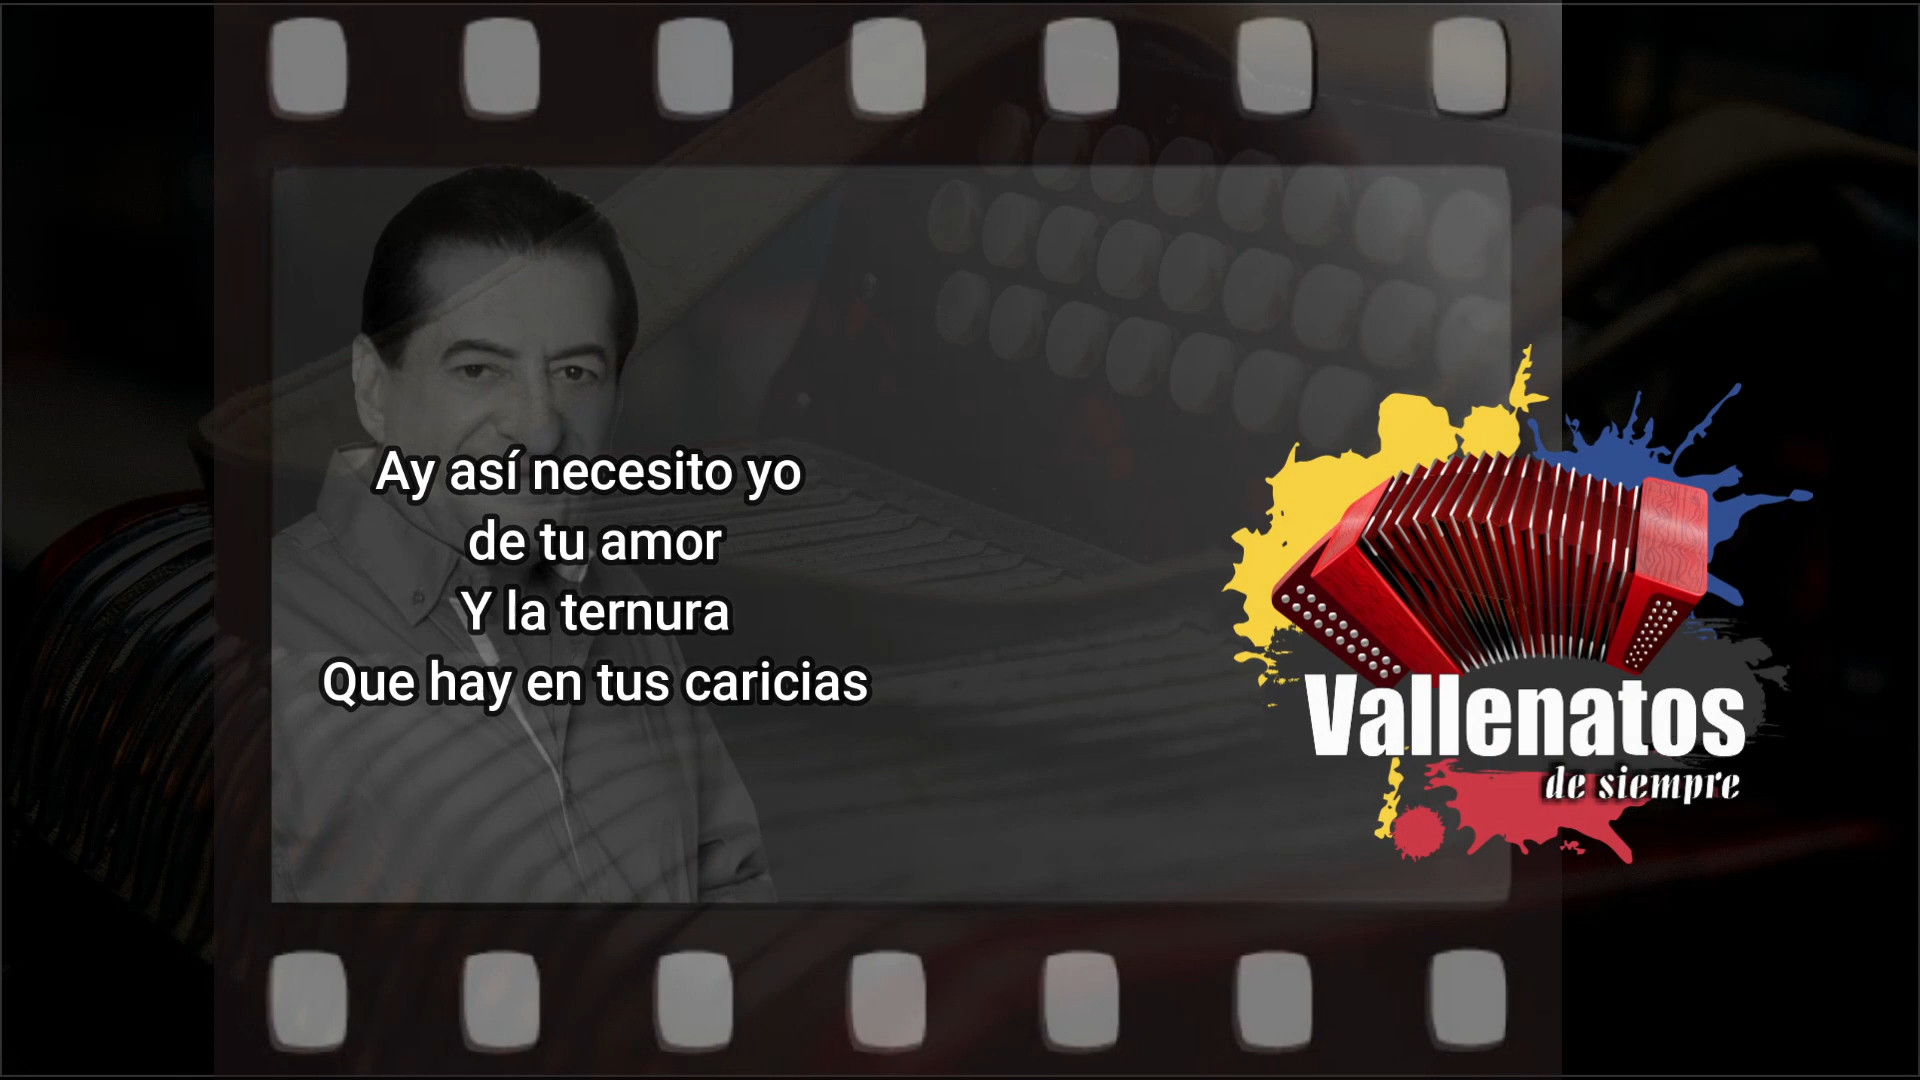 Ay así necesito yo
de tu amor
Y la ternura
Que hay en tus caricias
Vallenatos
de siempre